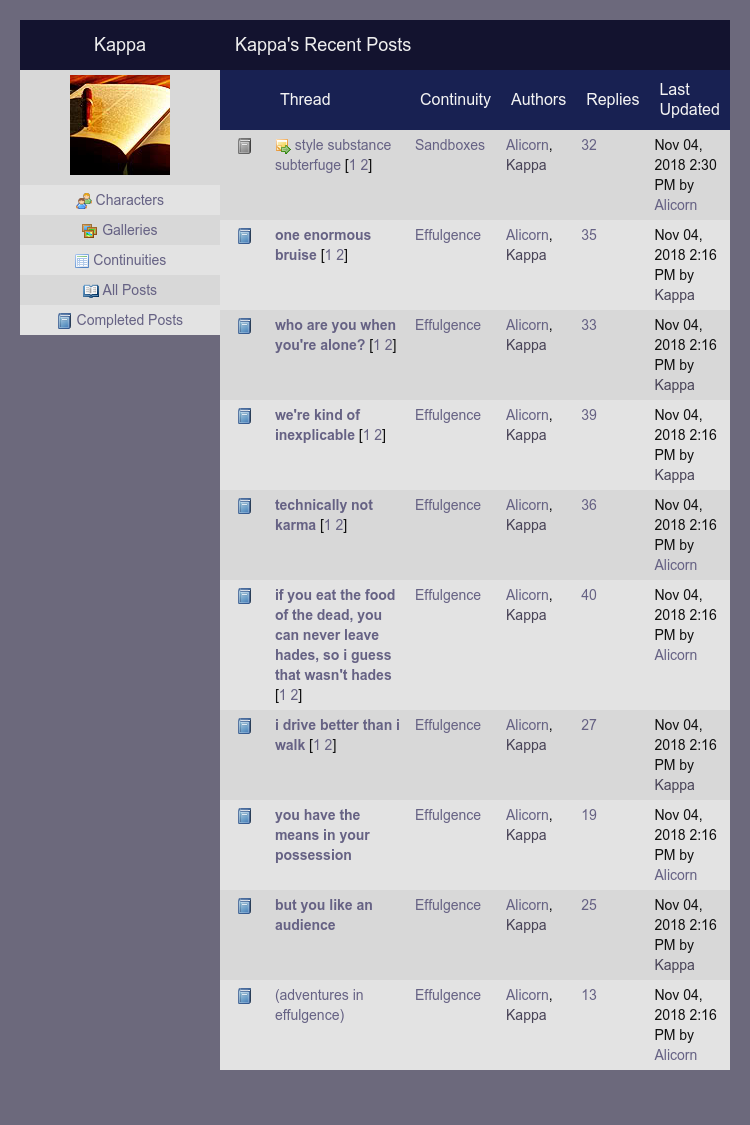 Kappa
Characters
Galleries
Continuities
All Posts
Completed Posts
Kappa's Recent Posts
Thread Continuity Authors Replies Last
Updated
style substance Sandboxes Alicorn, 32 Nov 04,
subterfuge [1 2] Kappa 2018 2:30
PM by
Alicorn
one enormous Effulgence Alicorn, 35 Nov 04,
bruise [1 2] Kappa 2018 2:16
PM by
Kappa
who are you when Effulgence Alicorn, 33 Nov 04,
you're alone? [1 2] Kappa 2018 2:16
PM by
Kappa
we're kind of Effulgence Alicorn, 39 Nov 04,
inexplicable [1 2] Kappa 2018 2:16
PM by
Kappa
technically not Effulgence Alicorn, 36 Nov 04,
karma [1 2] Kappa 2018 2:16
PM by
Alicorn
if you eat the food Effulgence Alicorn, 40 Nov 04,
of the dead, you Kappa 2018 2:16
can never leave PM by
hades, so i guess Alicorn
that wasn't hades
[1 2]
i drive better than i Effulgence Alicorn, 27 Nov 04,
walk [1 2] Kappa 2018 2:16
PM by
Kappa
you have the Effulgence Alicorn, 19 Nov 04,
means in your Kappa 2018 2:16
possession PM by
Alicorn
but you like an Effulgence Alicorn, 25 Nov 04,
audience Kappa 2018 2:16
PM by
Kappa
(adventures in Effulgence Alicorn, 13 Nov 04,
effulgence) Kappa 2018 2:16
PM by
Alicorn